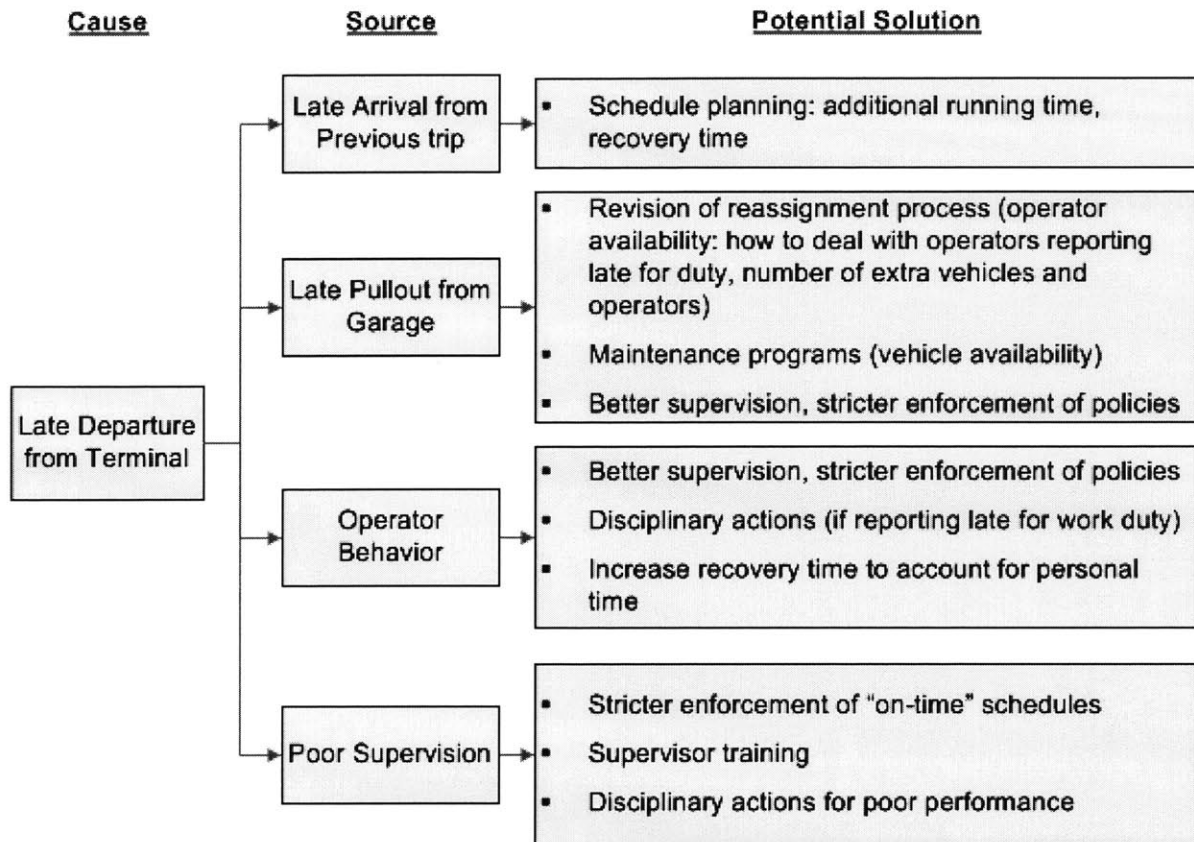 Cause Source Potential Solution
Late Arrival from
Previous trip
▪ Schedule planning: additional running time,
recovery time
Late Pullout from
Garage
▪ Revision of reassignment process (operator
availability: how to deal with operators reporting
late for duty, number of extra vehicles and
operators)
▪ Maintenance programs (vehicle availability)
▪ Better supervision, stricter enforcement of policies
Late Departure
from Terminal
Operator
Behavior
▪ Better supervision, stricter enforcement of policies
▪ Disciplinary actions (if reporting late for work duty)
▪ Increase recovery time to account for personal
time
Poor Supervision
▪ Stricter enforcement of “on-time” schedules
▪ Supervisor training
▪ Disciplinary actions for poor performance